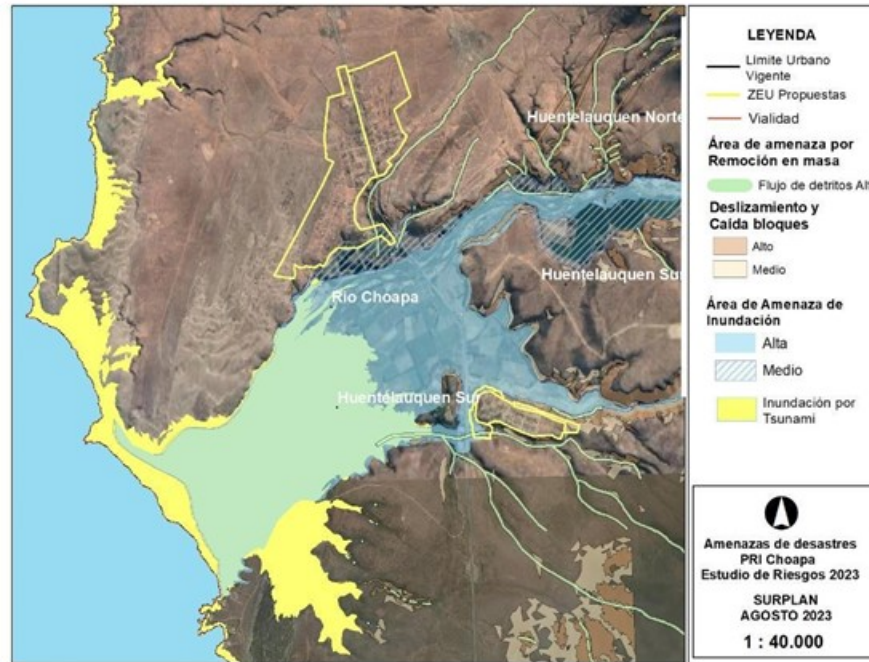 Huentelauquen Norte
Huentelauquen Su
Río Choapa
Huentelauquen Sur
LEYENDA
Límite Urbano
Vigente
ZEU Propuestas
Vialidad
Área de amenaza por
Remoción en masa
Flujo de detritos Alt
Deslizamiento y
Caída bloques
Alto
Medio
Área de Amenaza de
Inundación
Alta
Medio
Inundación por
Tsunami
Amenazas de desastres
PRI Choapa
Estudio de Riesgos 2023
SURPLAN
AGOSTO 2023
1 : 40.000